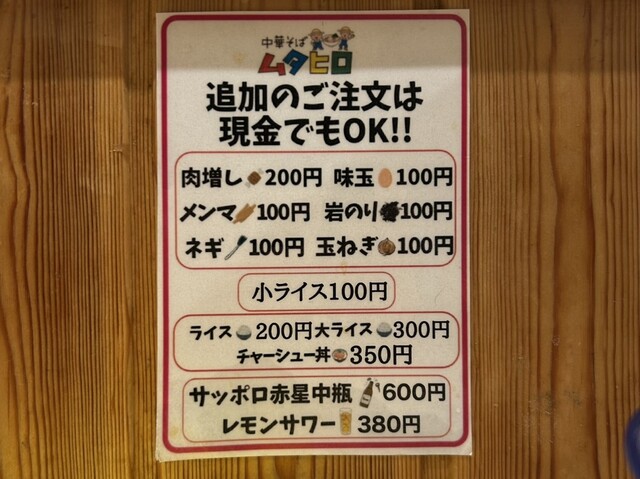 中華そば
ムタヒロ
追加のご注文は
現金でもOK!!
肉増し200円 味玉100円
メンマ100円 岩のり100円
ネギ100円 玉ねぎ100円
小ライス100円
ライス200円大ライス300円
チャーシュー丼350円
サッポロ赤星中瓶600円
レモンサワー380円